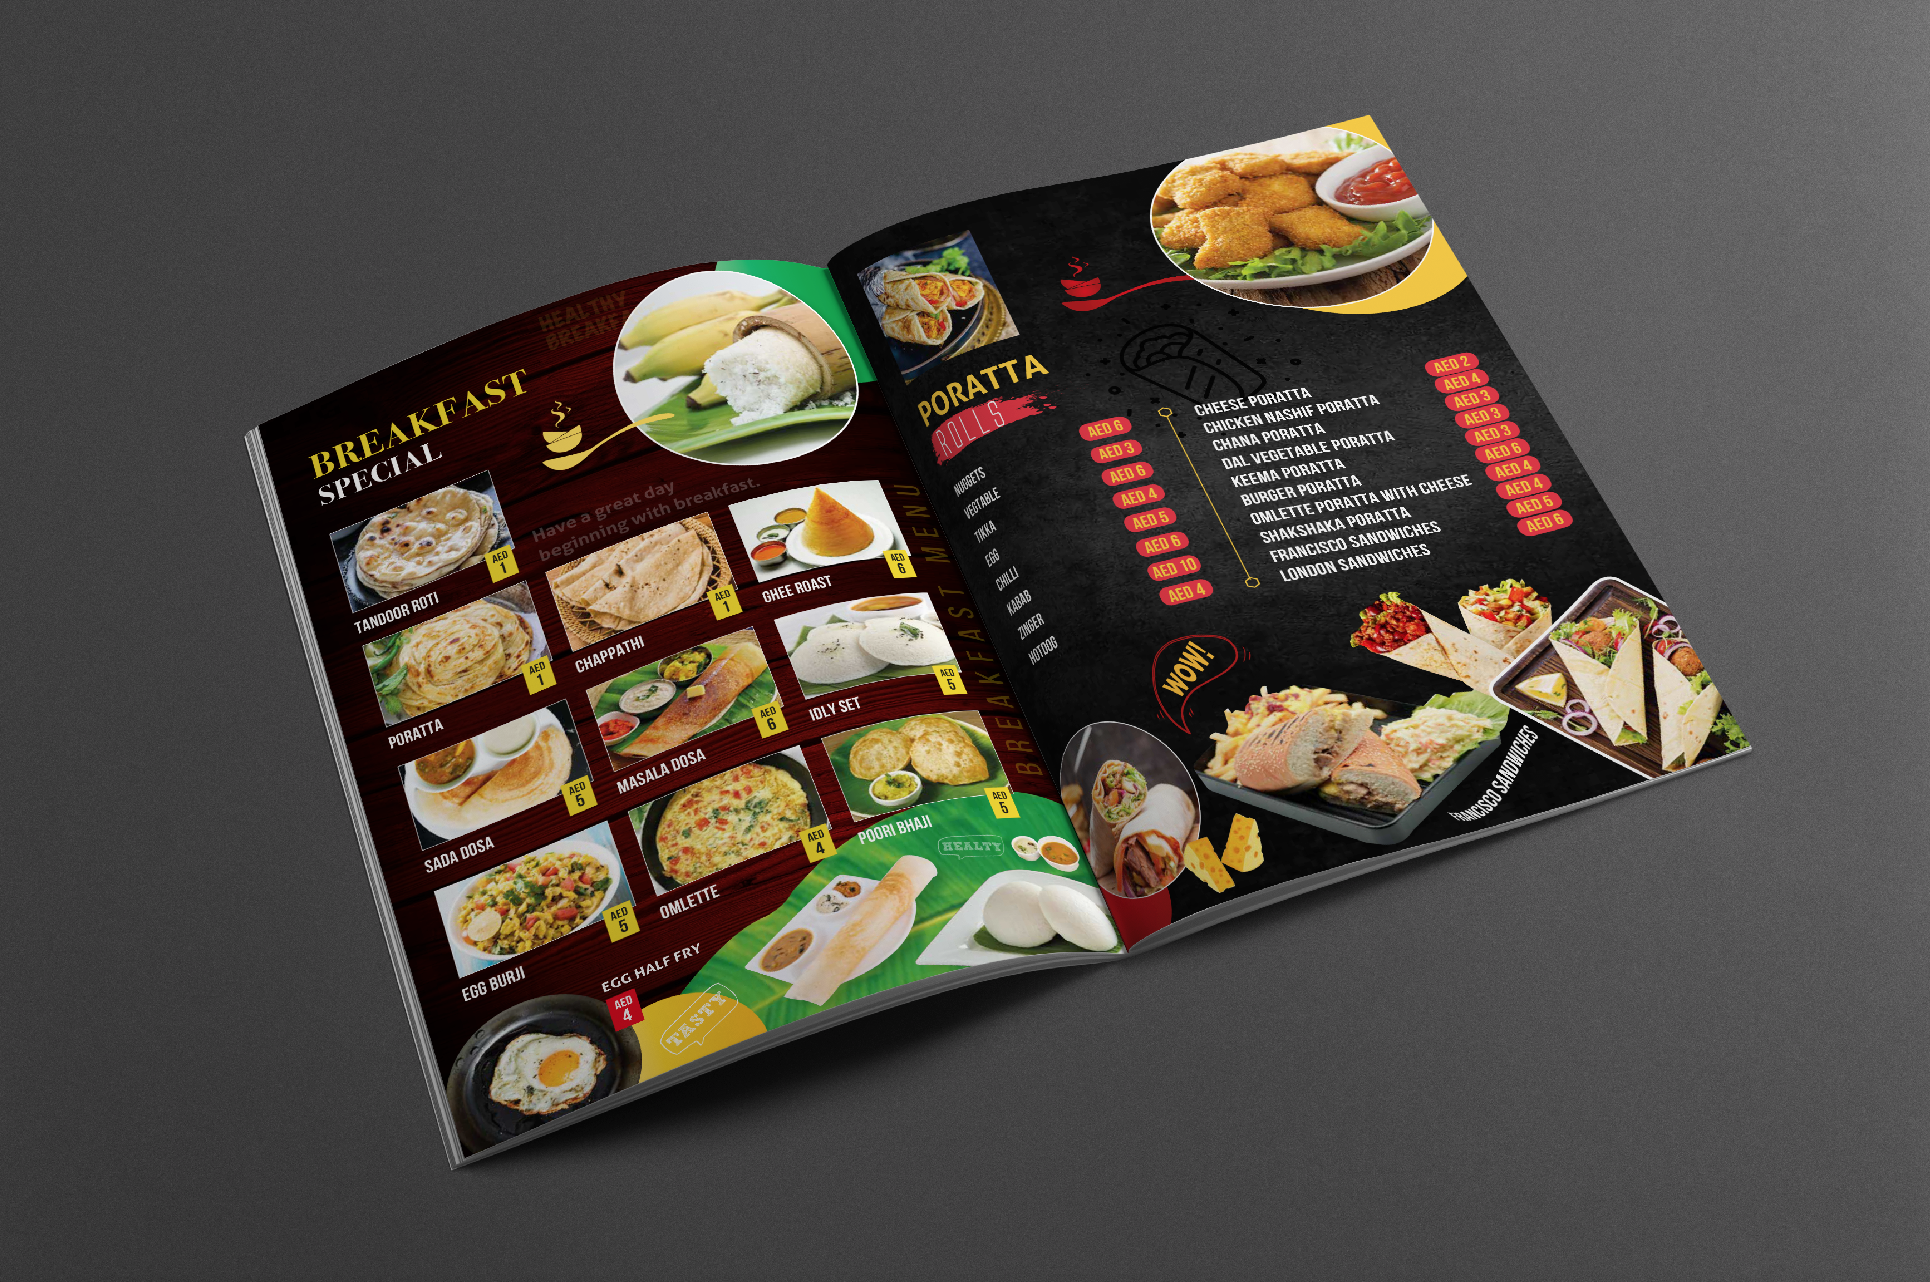 HEALTHY
BREAKF
BREAKFAST
SPECIAL
Have a great day
beginning with breakfast.
AED
1
TANDOOR ROTI
AED
1
CHAPPATHI
AED
6
GHEE ROAST
AED
1
PORATTA
AED
6
MASALA DOSA
AED
5
IDLY SET
AED
5
SADA DOSA
AED
4
OMLETTE
AED
5
POORI BHAJI
AED
5
EGG BURJI
EGG HALF FRY
AED
4
TASTY
HEALTY
BREAKFAST MENU
PORATTA
ROLLS
NUGGETS AED 6
VEGTABLE AED 3
TIKKA AED 6
EGG AED 4
CHILLI AED 5
KABAB AED 6
ZINGER AED 10
HOTDOG AED 4
CHEESE PORATTA AED 2
CHICKEN NASHIF PORATTA AED 4
CHANA PORATTA AED 3
DAL VEGETABLE PORATTA AED 3
KEEMA PORATTA AED 3
BURGER PORATTA AED 6
OMLETTE PORATTA WITH CHEESE AED 4
SHAKSHAKA PORATTA AED 4
FRANCISCO SANDWICHES AED 5
LONDON SANDWICHES AED 6
WOW!
FRANCISCO SANDWICHES